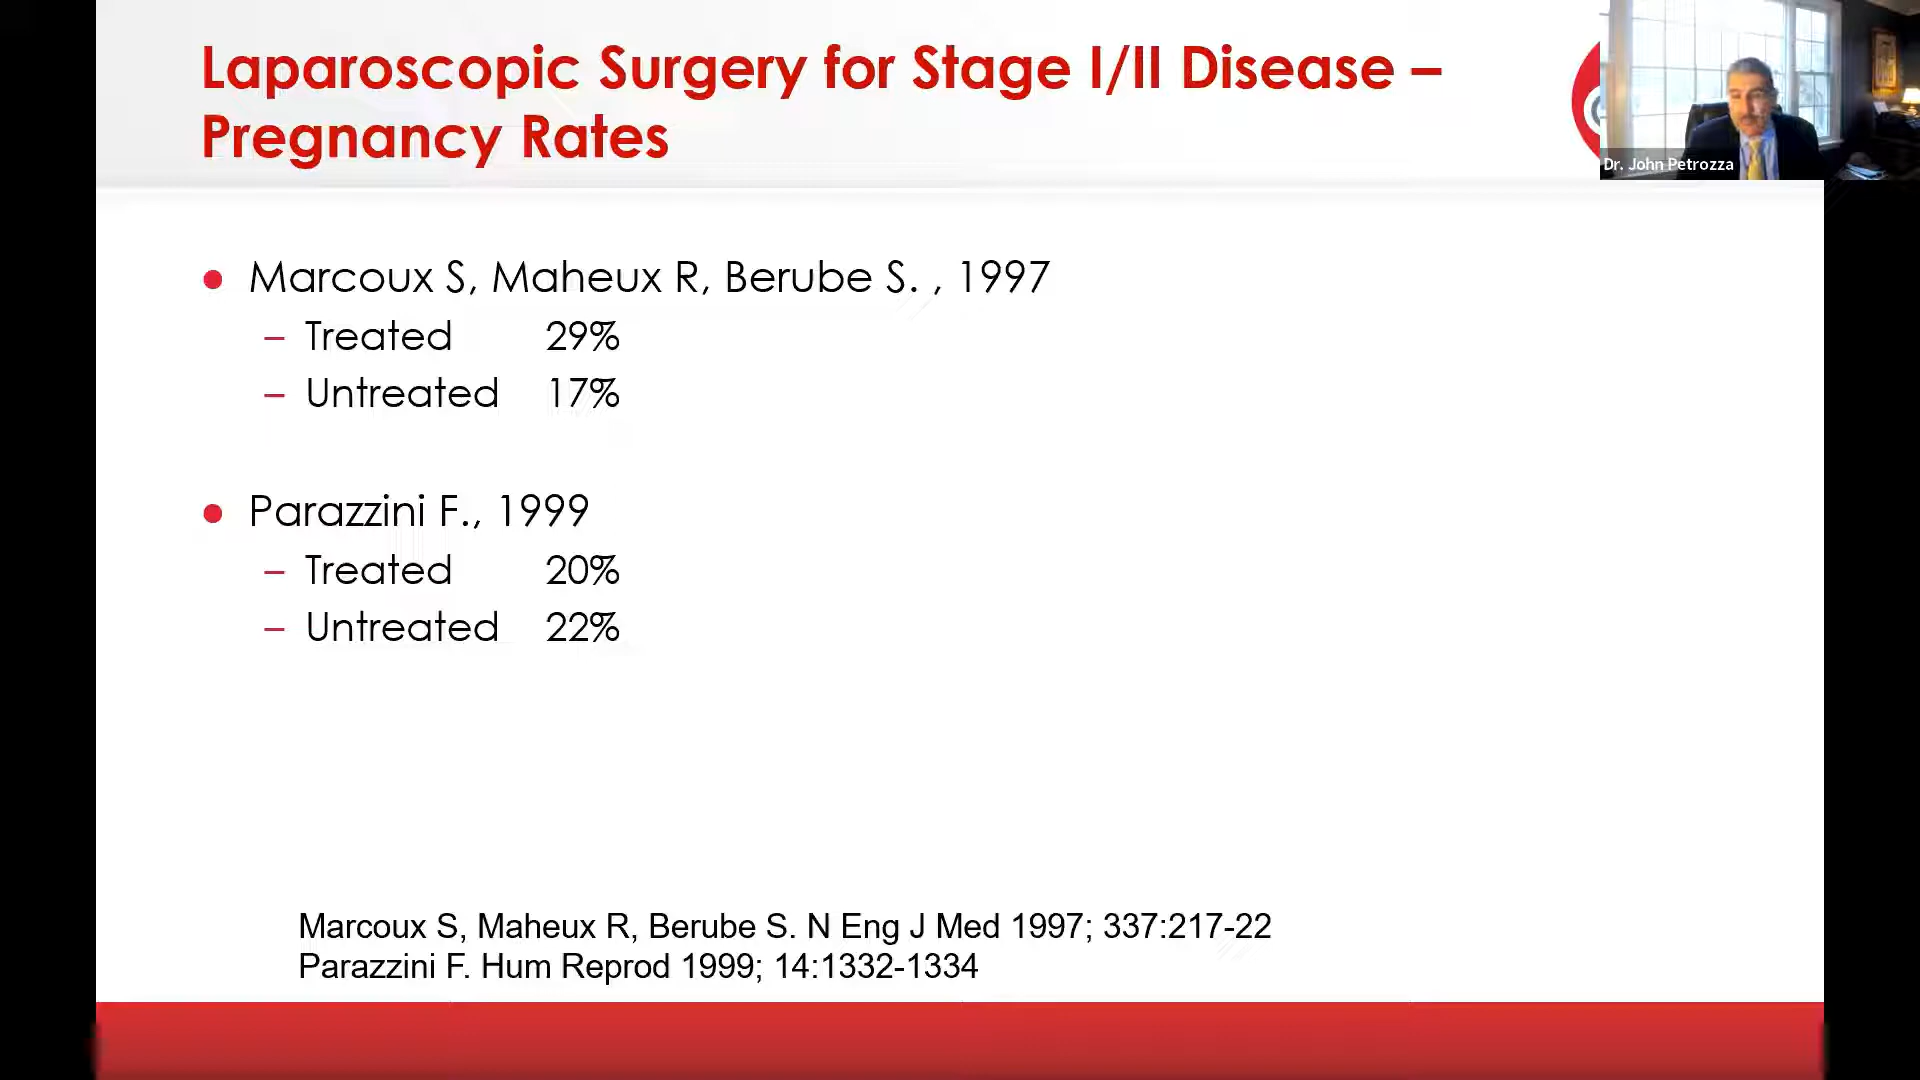 Laparoscopic Surgery for Stage I/II Disease –
Pregnancy Rates
Dr. John Petrozza
● Marcoux S, Maheux R, Berube S. , 1997
– Treated 29%
– Untreated 17%
● Parazzini F., 1999
– Treated 20%
– Untreated 22%
Marcoux S, Maheux R, Berube S. N Eng J Med 1997; 337:217-22
Parazzini F. Hum Reprod 1999; 14:1332-1334